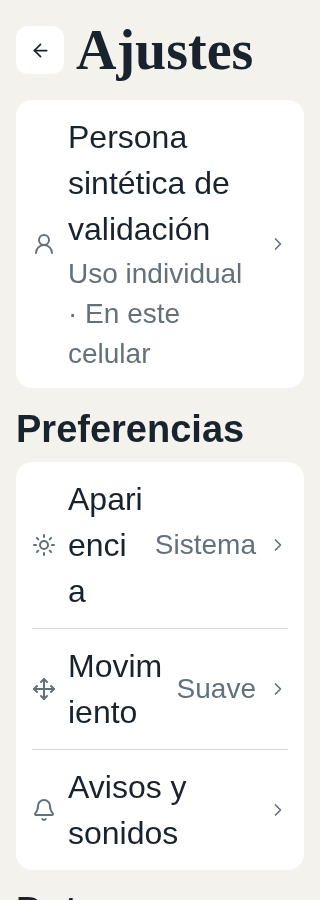 Ajustes
Persona
sintética de
validación
Uso individual
· En este
celular
Preferencias
Apari
enci
a
Sistema
Movim
iento
Suave
Avisos y
sonidos